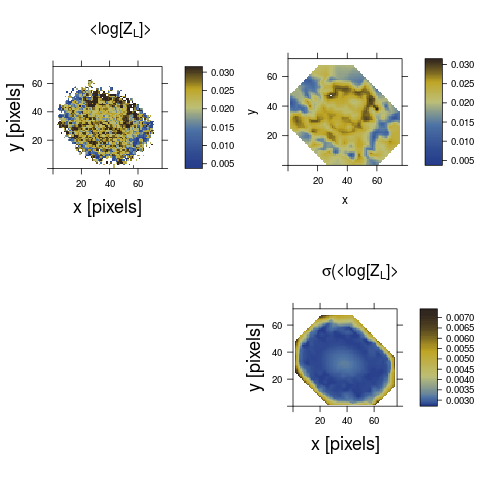 <log[Z_L]>
60
40
20
20 40 60
x [pixels]
y [pixels]
0.030
0.025
0.020
0.015
0.010
0.005
60
40
20
20 40 60
x
y
0.030
0.025
0.020
0.015
0.010
0.005
σ(<log[Z_L]>
60
40
20
20 40 60
x [pixels]
y [pixels]
0.0070
0.0065
0.0060
0.0055
0.0050
0.0045
0.0040
0.0035
0.0030